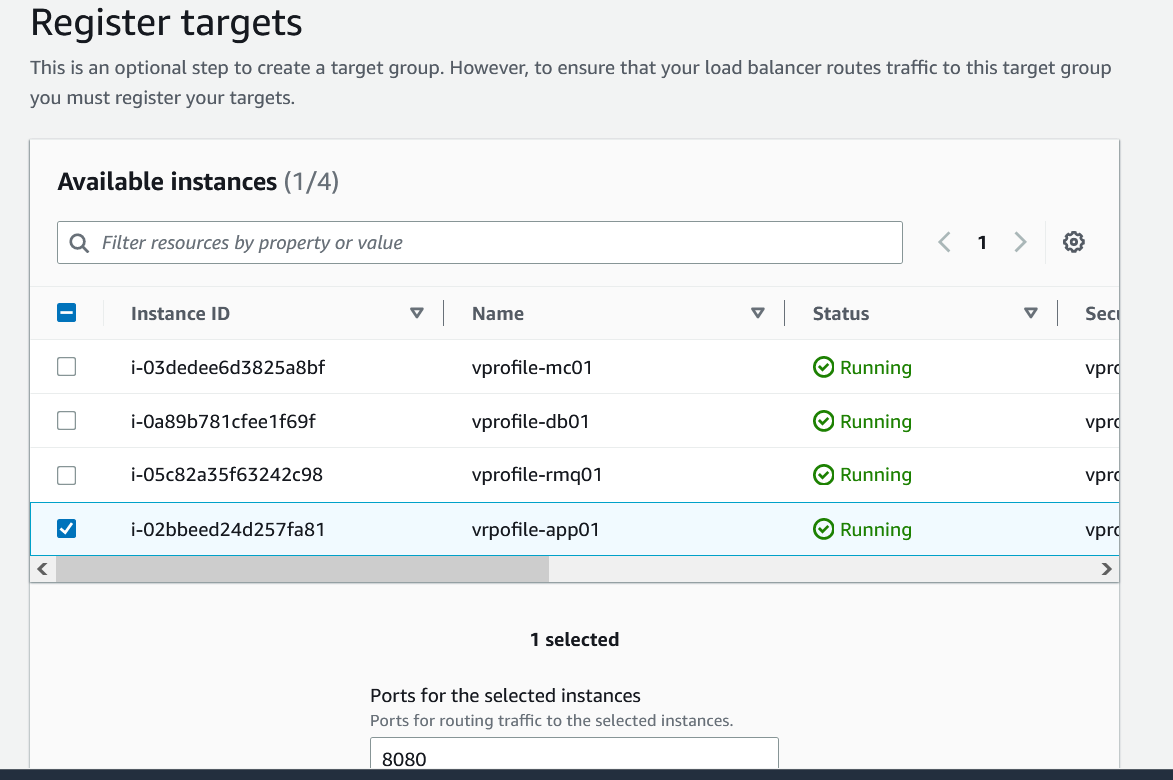 Register targets
This is an optional step to create a target group. However, to ensure that your load balancer routes traffic to this target group
you must register your targets.
Available instances (1/4)
Filter resources by property or value
1
Instance ID Name Status Secu
i-03dedee6d3825a8bf vprofile-mc01 Running vpro
i-0a89b781cfee1f69f vprofile-db01 Running vpro
i-05c82a35f63242c98 vprofile-rmq01 Running vpro
i-02bbeed24d257fa81 vrpofile-app01 Running vpro
1 selected
Ports for the selected instances
Ports for routing traffic to the selected instances.
8080